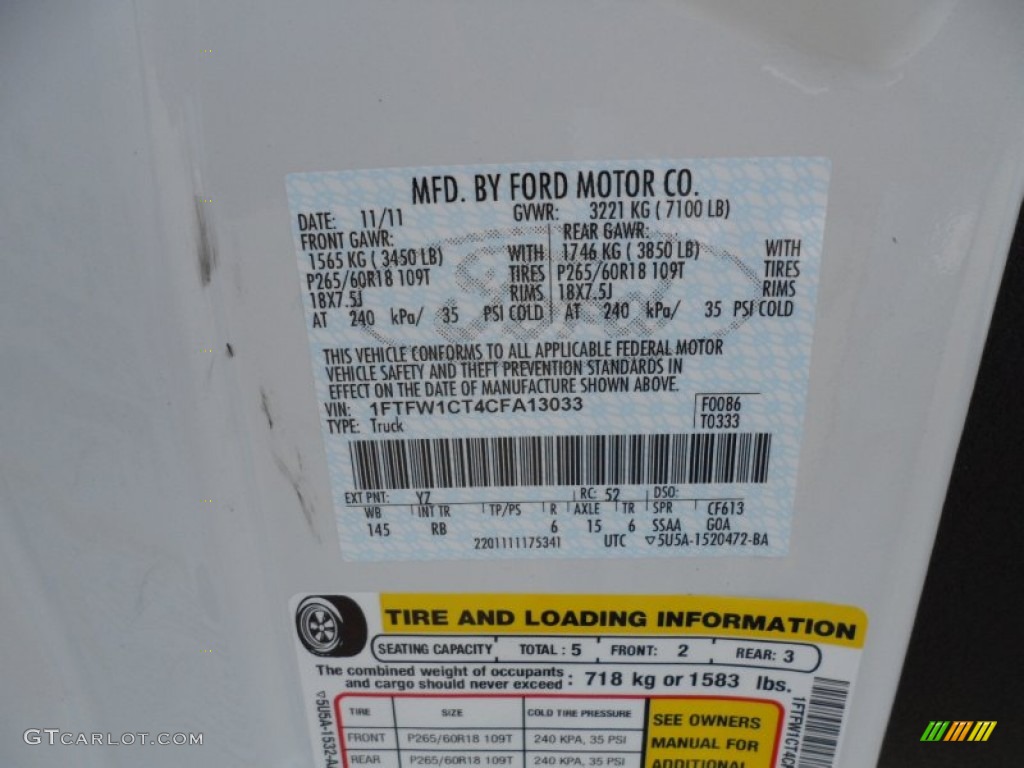 MFD. BY FORD MOTOR CO.
DATE: 11/11 GVWR: 3221 KG ( 7100 LB)
FRONT GAWR: REAR GAWR:
1565 KG ( 3450 LB) WITH 1746 KG ( 3850 LB) WITH
P265/60R18 109T TIRES P265/60R18 109T TIRES
18X7.5J RIMS 18X7.5J RIMS
AT 240 kPa/ 35 PSI COLD AT 240 kPa/ 35 PSI COLD
THIS VEHICLE CONFORMS TO ALL APPLICABLE FEDERAL MOTOR
VEHICLE SAFETY AND THEFT PREVENTION STANDARDS IN
EFFECT ON THE DATE OF MANUFACTURE SHOWN ABOVE.
VIN: 1FTFW1CT4CFA13033 F0086
TYPE: Truck T0333
EXT PNT: YZ RC: 52 DSO:
WB INT TR TP/PS R AXLE TR SPR CF613
145 RB 6 15 6 SSAA GOA
2201111175341 UTC ▽5U5A-1520472-BA
TIRE AND LOADING INFORMATION
SEATING CAPACITY TOTAL : 5 FRONT: 2 REAR: 3
The combined weight of occupants
and cargo should never exceed : 718 kg or 1583 lbs.
TIRE SIZE COLD TIRE PRESSURE SEE OWNERS
FRONT P265/60R18 109T 240 KPA, 35 PSI MANUAL FOR
REAR P265/60R18 109T 240 KPA, 35 PSI ADDITIONAL
▽5U5A-1532-A
1FTFW1CT4CF
GTCarlot.com